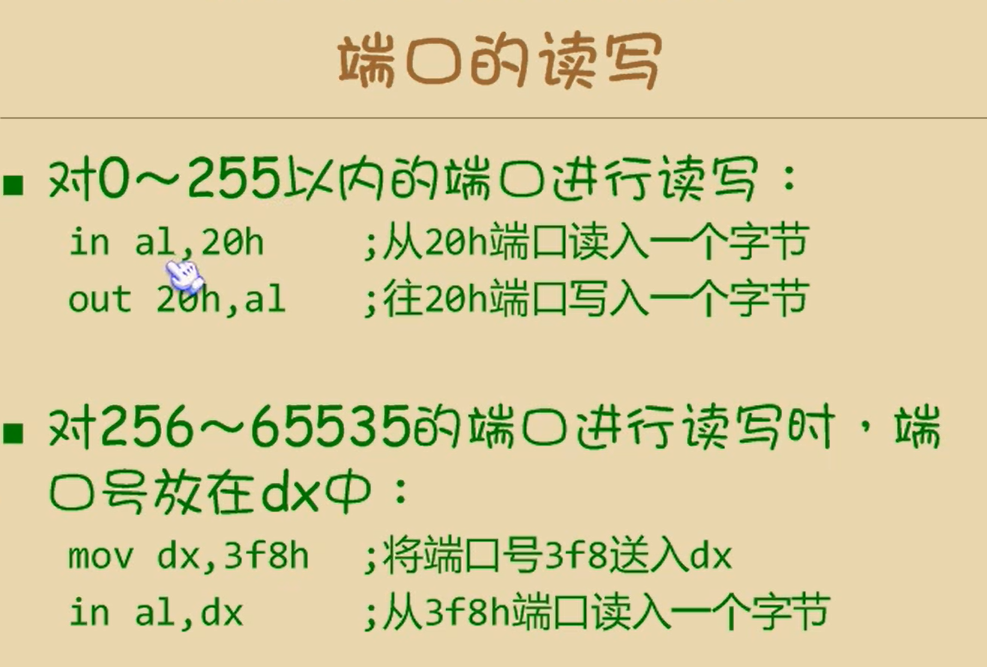 端口的读写
■ 对0～255以内的端口进行读写：
in al,20h ;从20h端口读入一个字节
out 20h,al ;往20h端口写入一个字节
■ 对256～65535的端口进行读写时，端
口号放在dx中：
mov dx,3f8h ;将端口号3f8送入dx
in al,dx ;从3f8h端口读入一个字节